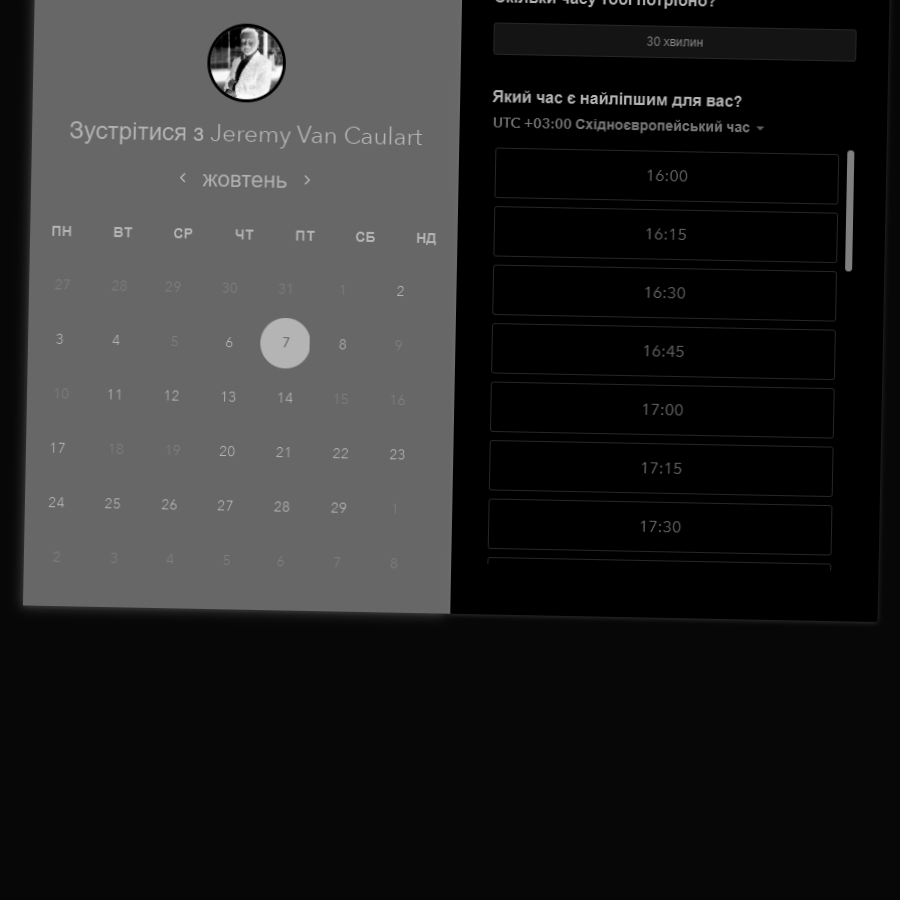 Зустрітися з Jeremy Van Caulart
жовтень
ПН ВТ СР ЧТ ПТ СБ НД
27 28 29 30 31 1 2
3 4 5 6 7 8 9
10 11 12 13 14 15 16
17 18 19 20 21 22 23
24 25 26 27 28 29 1
2 3 4 5 6 7 8
Скільки часу тобі потрібно?
30 хвилин
Який час є найліпшим для вас?
UTC +03:00 Східноєвропейський час
16:00
16:15
16:30
16:45
17:00
17:15
17:30